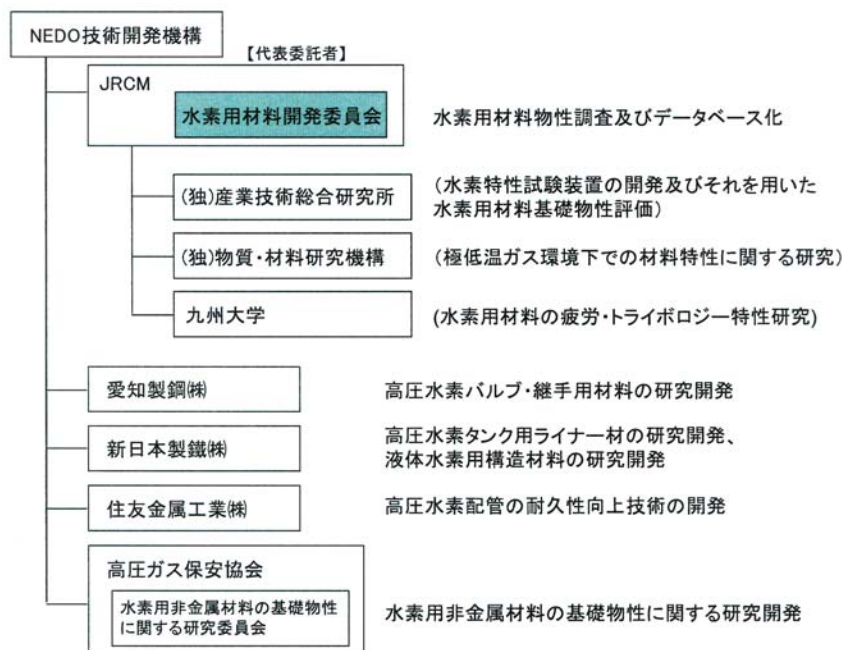 NEDO技術開発機構
【代表委託者】
JRCM
水素用材料開発委員会
水素用材料物性調査及びデータベース化
(独)産業技術総合研究所
(水素特性試験装置の開発及びそれを用いた
水素用材料基礎物性評価)
(独)物質・材料研究機構
(極低温ガス環境下での材料特性に関する研究)
九州大学
(水素用材料の疲労・トライボロジー特性研究)
愛知製鋼㈱
高圧水素バルブ・継手用材料の研究開発
新日本製鐵㈱
高圧水素タンク用ライナー材の研究開発、
液体水素用構造材料の研究開発
住友金属工業㈱
高圧水素配管の耐久性向上技術の開発
高圧ガス保安協会
水素用非金属材料の基礎物性
に関する研究委員会
水素用非金属材料の基礎物性に関する研究開発